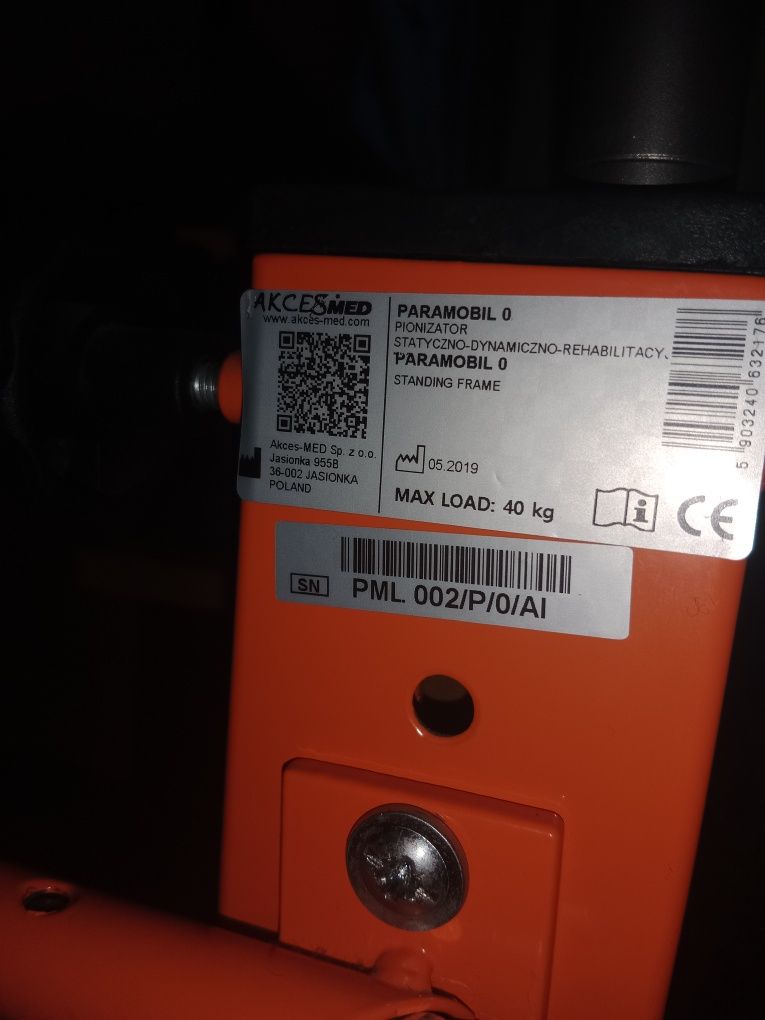 AKCES MED
www.akces-med.com
Akces-MED Sp. z o.o.
Jasionka 955B
36-002 JASIONKA
POLAND
PARAMOBIL 0
PIONIZATOR
STATYCZNO-DYNAMICZNO-REHABILITACYJ
PARAMOBIL 0
STANDING FRAME
05.2019
MAX LOAD: 40 kg
CE
5 903240 632176
SN PML 002/P/0/AI